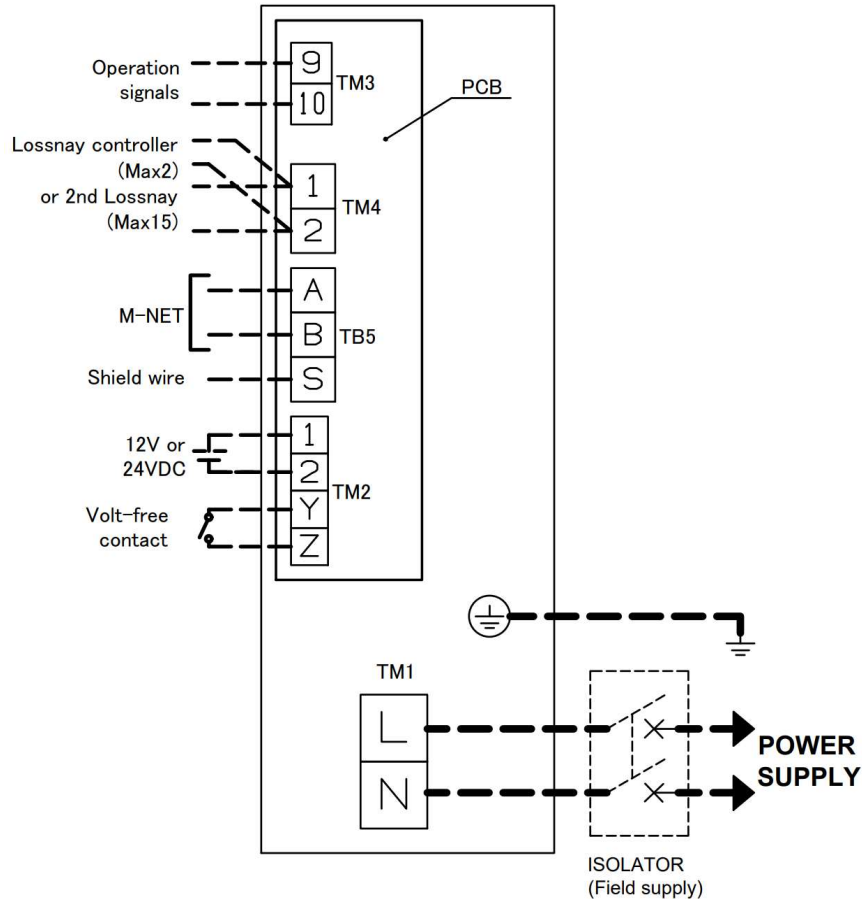 Operation
signals
9
10
TM3
PCB
Lossnay controller
(Max2)
or 2nd Lossnay
(Max15)
1
2
TM4
M-NET
A
B
S
TB5
Shield wire
12V or
24VDC
1
2
Y
Z
TM2
Volt-free
contact
TM1
L
N
POWER
SUPPLY
ISOLATOR
(Field supply)